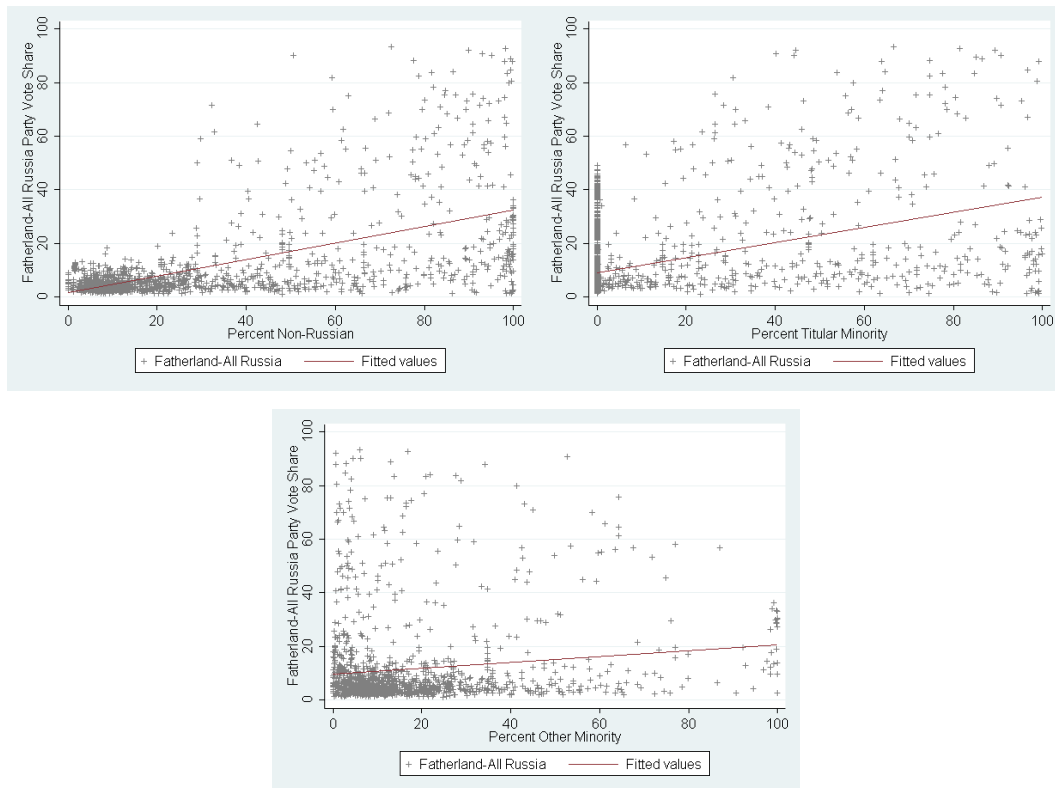 Fatherland-All Russia Party Vote Share
100
80
60
40
20
0
0 20 40 60 80 100
Percent Non-Russian
Fatherland-All Russia Fitted values
Fatherland-All Russia Party Vote Share
100
80
60
40
20
0
0 20 40 60 80 100
Percent Titular Minority
Fatherland-All Russia Fitted values
Fatherland-All Russia Party Vote Share
100
80
60
40
20
0
0 20 40 60 80 100
Percent Other Minority
Fatherland-All Russia Fitted values